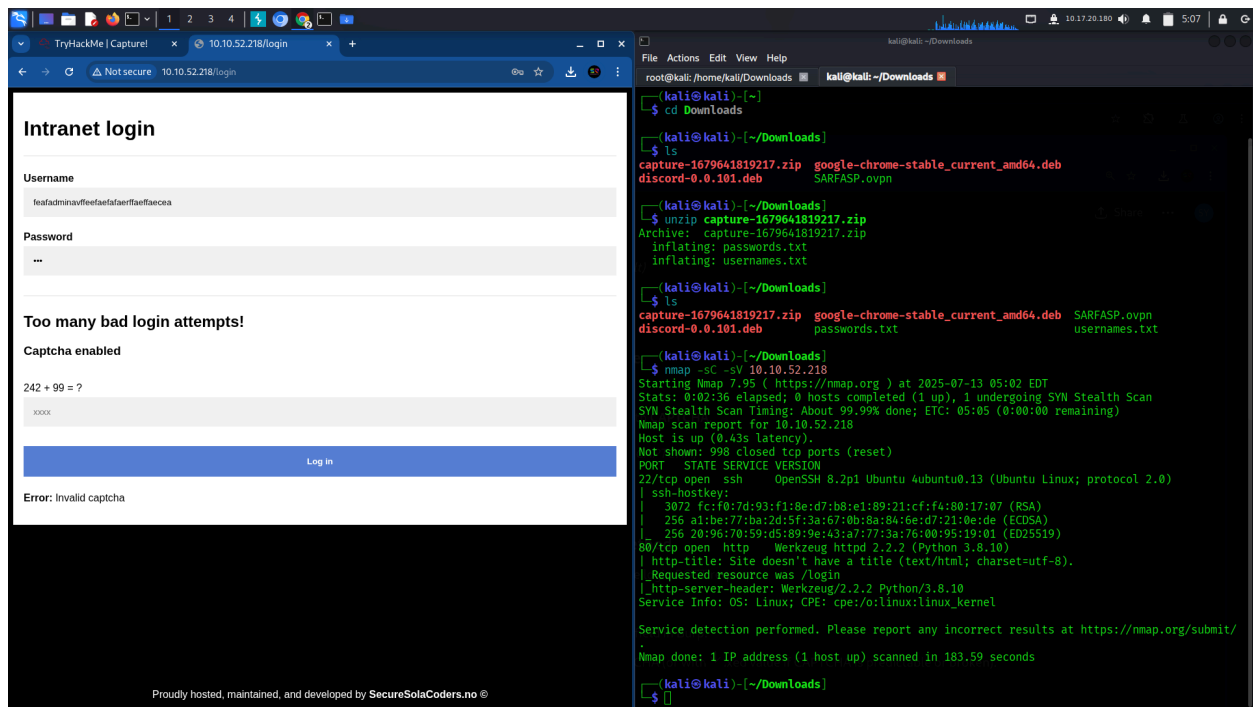 1 2 3 4
10.17.20.180
5:07
TryHackMe | Capture!
10.10.52.218/login
Not secure 10.10.52.218/login
Intranet login
Username
feafadminavffeefaefafaerffaeffaecea
Password
•••
Too many bad login attempts!
Captcha enabled
242 + 99 = ?
xxxx
Log in
Error: Invalid captcha
Proudly hosted, maintained, and developed by SecureSolaCoders.no ©
kali@kali: ~/Downloads
File Actions Edit View Help
root@kali: /home/kali/Downloads
kali@kali: ~/Downloads
┌──(kali㉿kali)-[~]
└─$ cd Downloads
┌──(kali㉿kali)-[~/Downloads]
└─$ ls
capture-1679641819217.zip google-chrome-stable_current_amd64.deb
discord-0.0.101.deb SARFASP.ovpn
┌──(kali㉿kali)-[~/Downloads]
└─$ unzip capture-1679641819217.zip
Archive: capture-1679641819217.zip
inflating: passwords.txt
inflating: usernames.txt
┌──(kali㉿kali)-[~/Downloads]
└─$ ls
capture-1679641819217.zip google-chrome-stable_current_amd64.deb SARFASP.ovpn
discord-0.0.101.deb passwords.txt usernames.txt
┌──(kali㉿kali)-[~/Downloads]
└─$ nmap -sC -sV 10.10.52.218
Starting Nmap 7.95 ( https://nmap.org ) at 2025-07-13 05:02 EDT
Stats: 0:02:36 elapsed; 0 hosts completed (1 up), 1 undergoing SYN Stealth Scan
SYN Stealth Scan Timing: About 99.99% done; ETC: 05:05 (0:00:00 remaining)
Nmap scan report for 10.10.52.218
Host is up (0.43s latency).
Not shown: 998 closed tcp ports (reset)
PORT STATE SERVICE VERSION
22/tcp open ssh OpenSSH 8.2p1 Ubuntu 4ubuntu0.13 (Ubuntu Linux; protocol 2.0)
| ssh-hostkey:
| 3072 fc:f0:7d:93:f1:8e:d7:b8:e1:89:21:cf:f4:80:17:07 (RSA)
| 256 a1:be:77:ba:2d:5f:3a:67:0b:8a:84:6e:d7:21:0e:de (ECDSA)
|_ 256 20:96:70:59:d5:89:9e:43:a7:77:3a:76:00:95:19:01 (ED25519)
80/tcp open http Werkzeug httpd 2.2.2 (Python 3.8.10)
| http-title: Site doesn't have a title (text/html; charset=utf-8).
|_Requested resource was /login
|_http-server-header: Werkzeug/2.2.2 Python/3.8.10
Service Info: OS: Linux; CPE: cpe:/o:linux:linux_kernel
Service detection performed. Please report any incorrect results at https://nmap.org/submit/
.
Nmap done: 1 IP address (1 host up) scanned in 183.59 seconds
┌──(kali㉿kali)-[~/Downloads]
└─$
Share